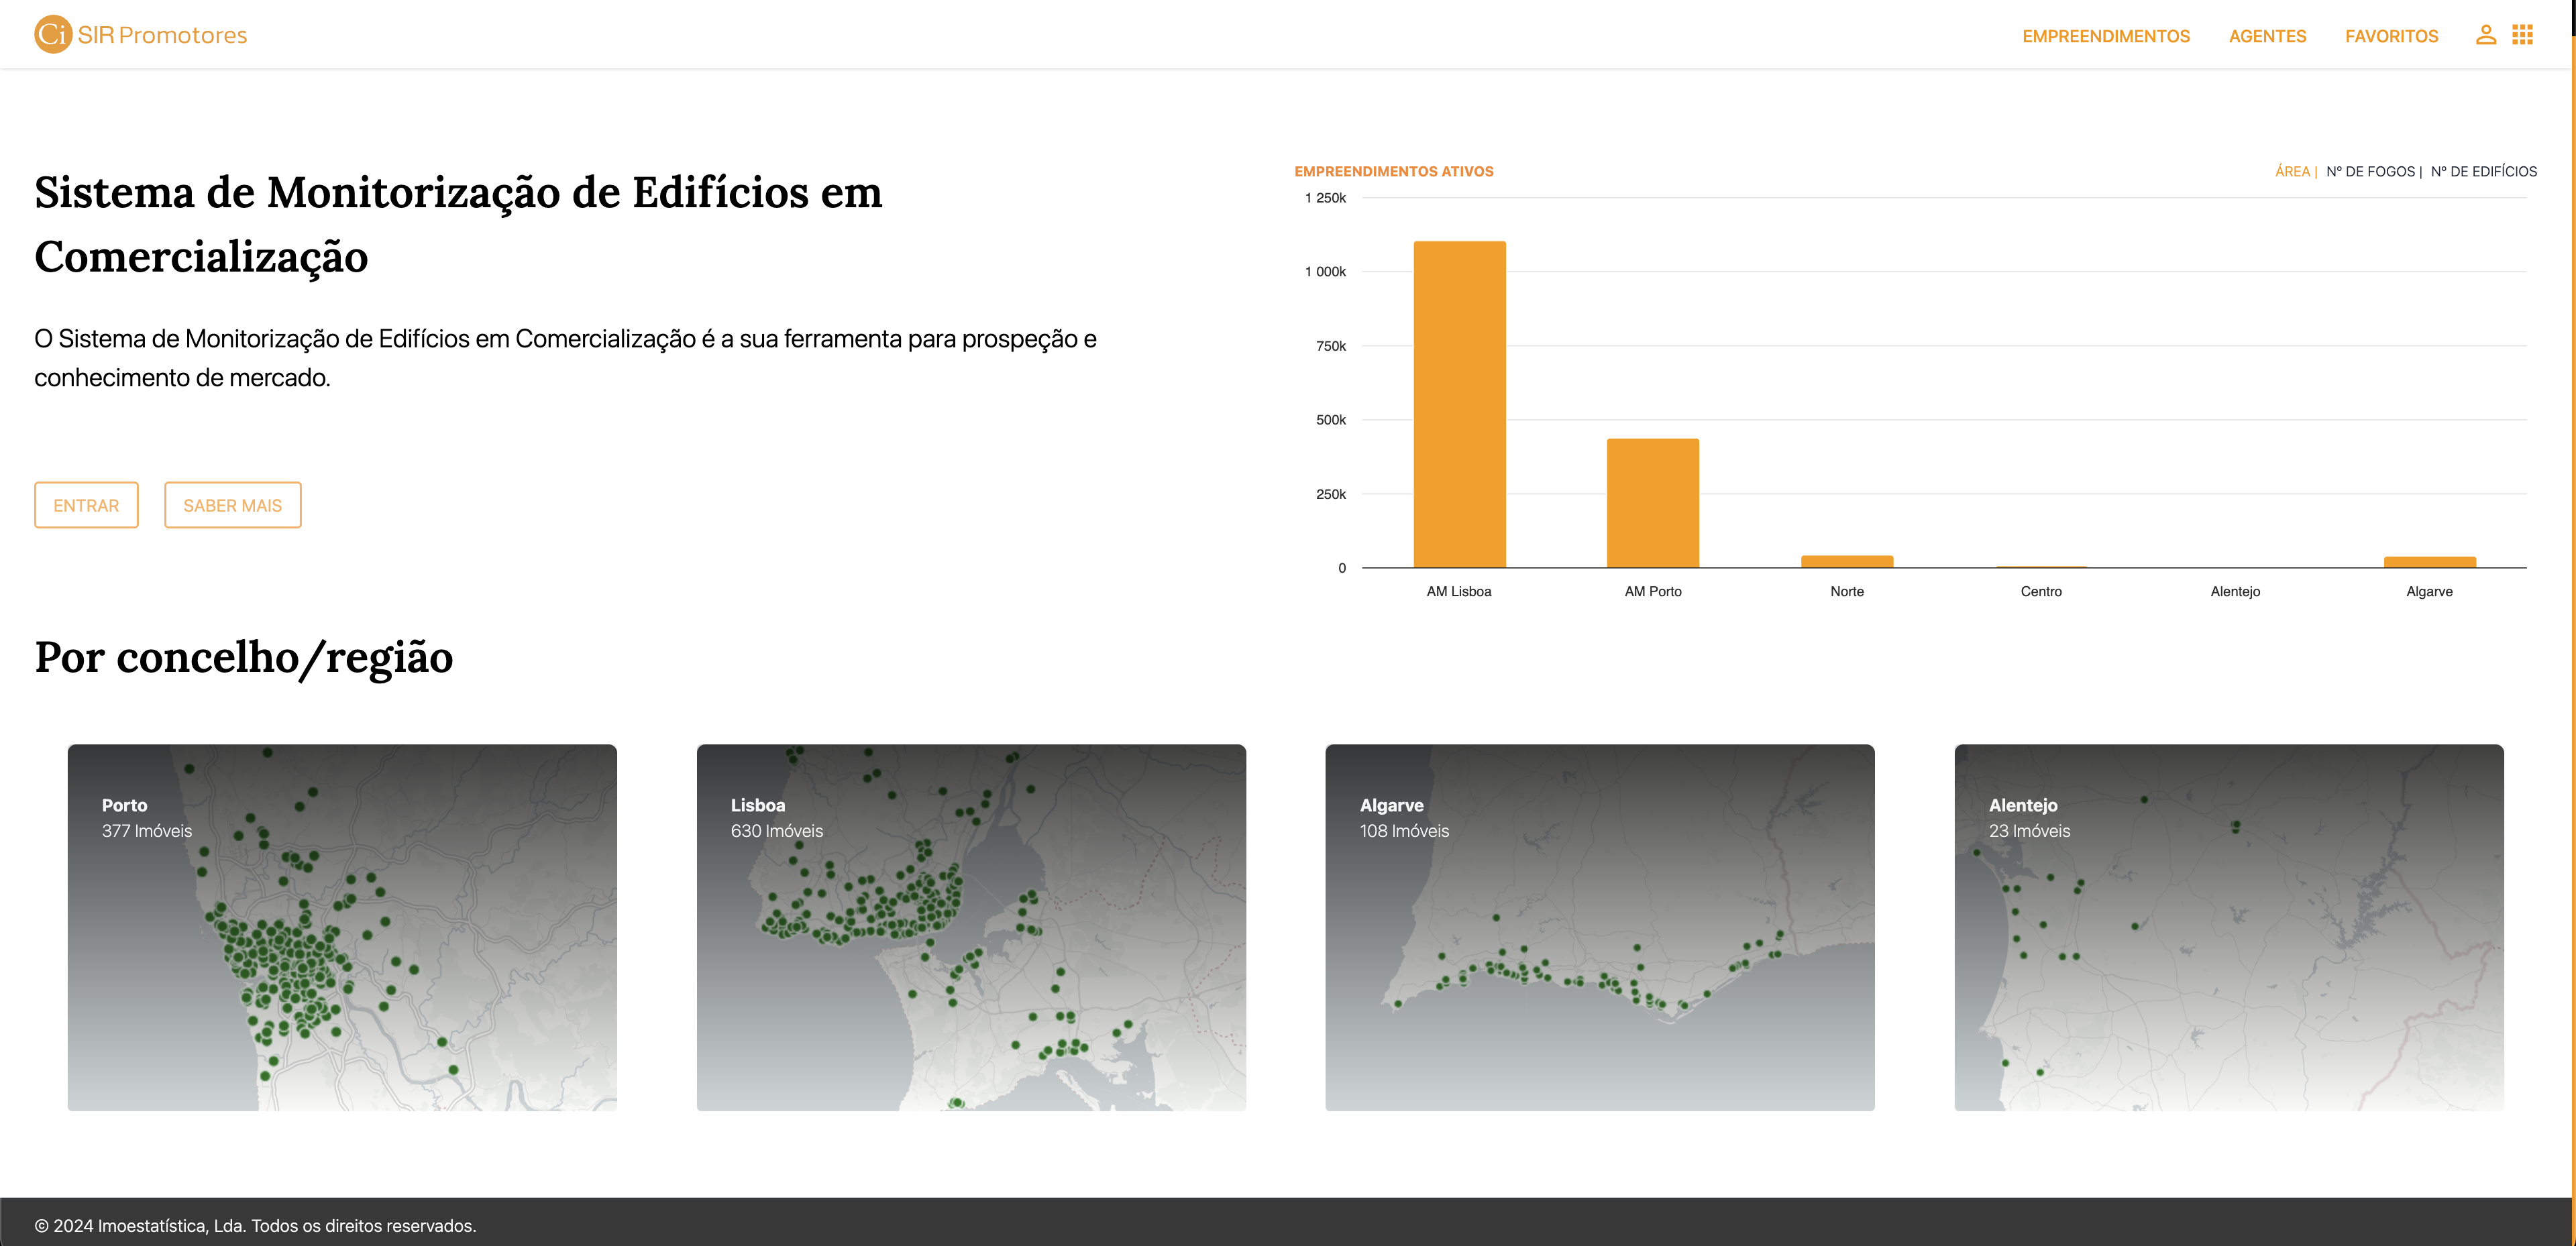 Ci SIR Promotores
EMPREENDIMENTOS
AGENTES
FAVORITOS
Sistema de Monitorização de Edifícios em
Comercialização
O Sistema de Monitorização de Edifícios em Comercialização é a sua ferramenta para prospeção e
conhecimento de mercado.
ENTRAR
SABER MAIS
EMPREENDIMENTOS ATIVOS
ÁREA | Nº DE FOGOS | Nº DE EDIFÍCIOS
1 250k
1 000k
750k
500k
250k
0
AM Lisboa
AM Porto
Norte
Centro
Alentejo
Algarve
Por concelho/região
Porto
377 Imóveis
Lisboa
630 Imóveis
Algarve
108 Imóveis
Alentejo
23 Imóveis
© 2024 Imoestatística, Lda. Todos os direitos reservados.